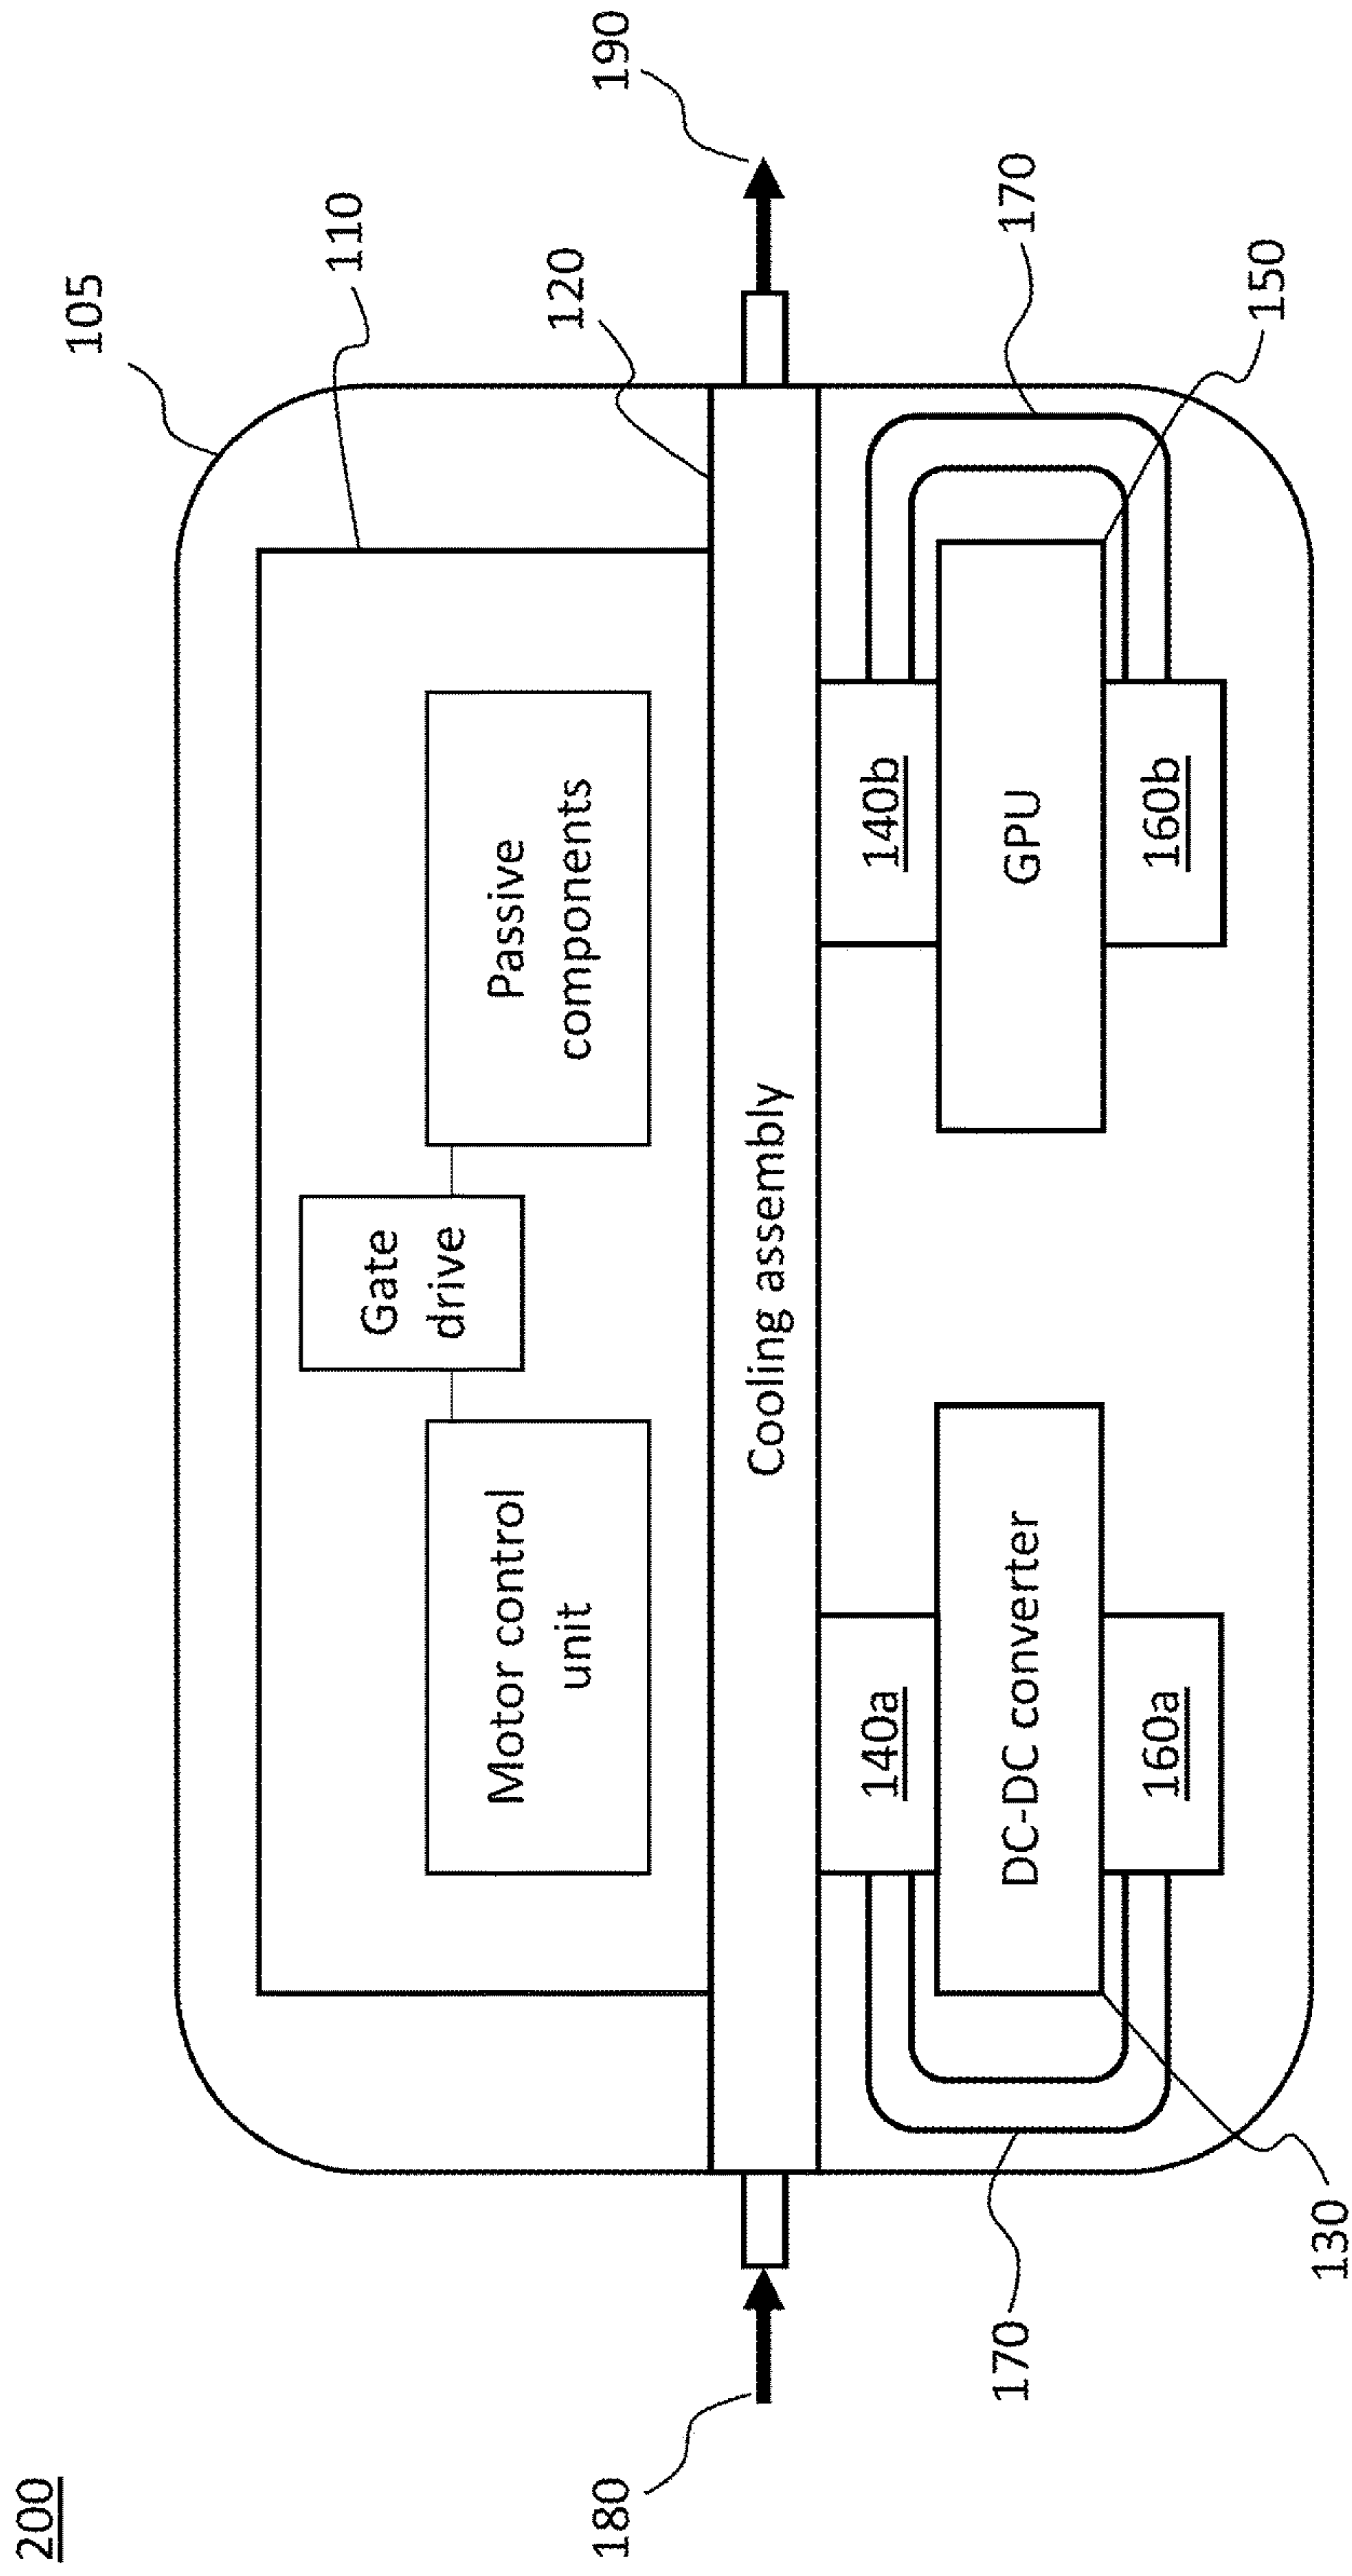 200
105
110
120
190
Gate
drive
Motor control
unit
Passive
components
Cooling assembly
180
140a
140b
170
DC-DC converter
GPU
160a
160b
170
150
130